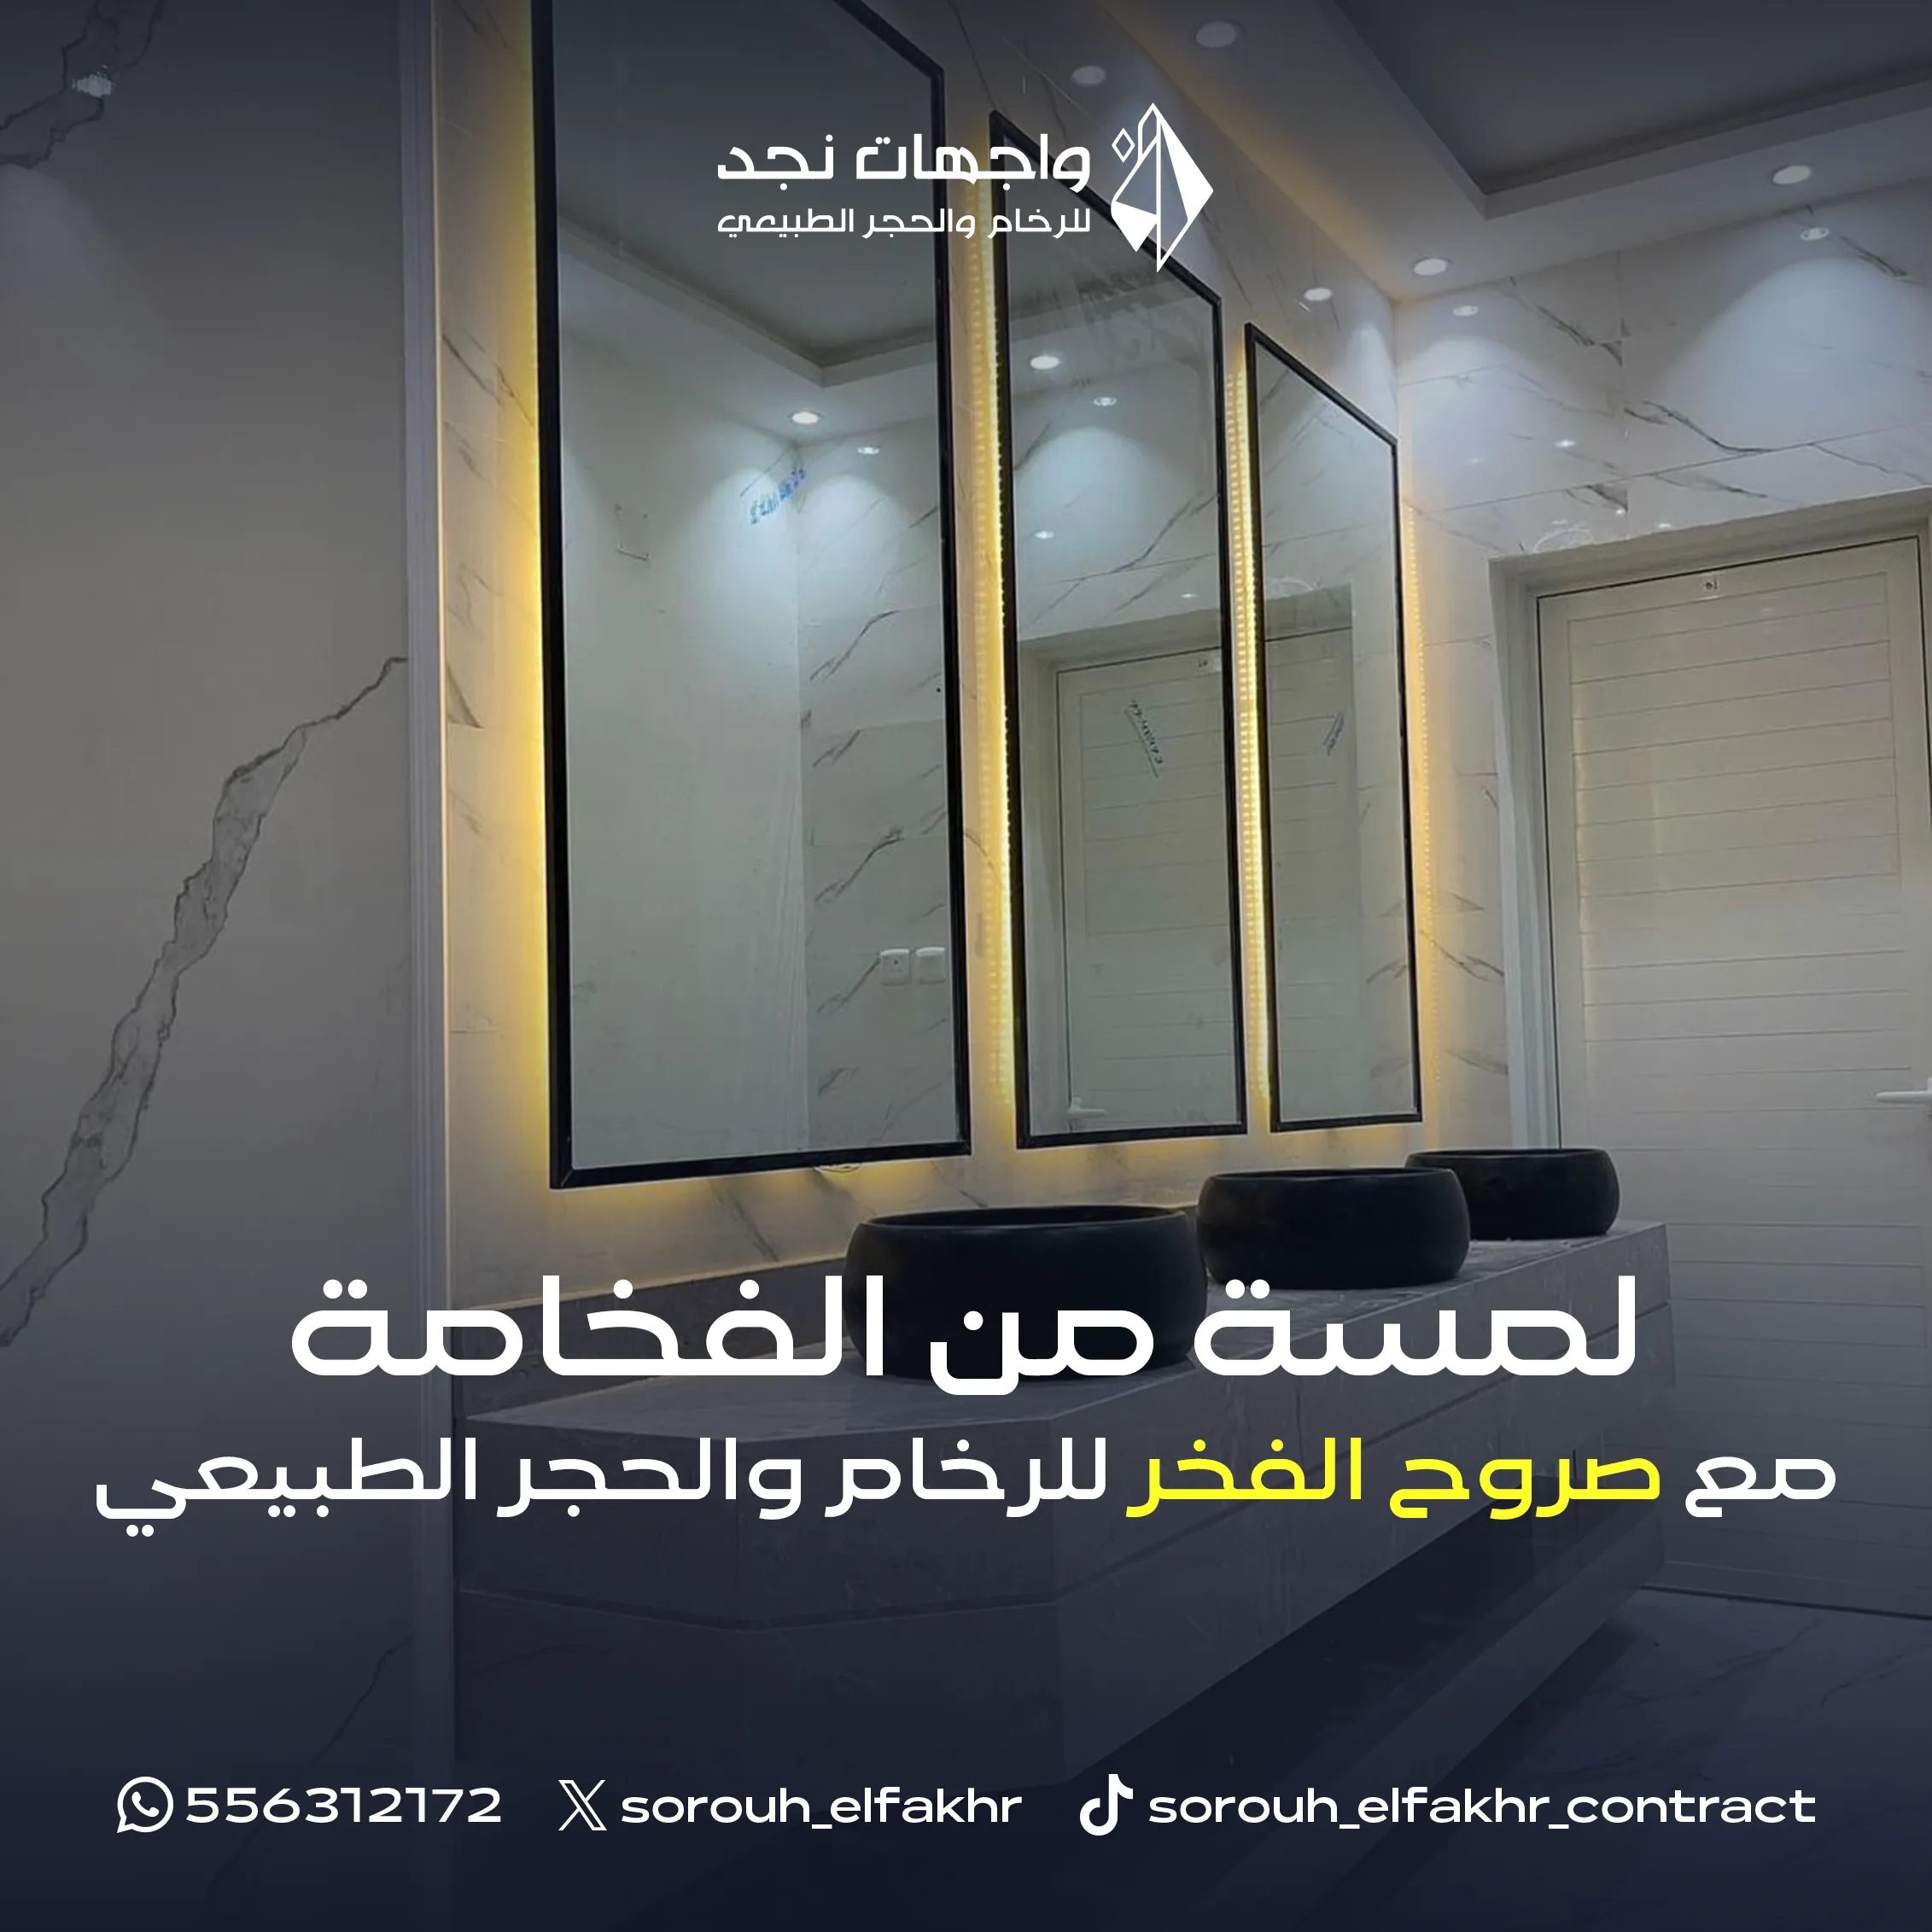 واجهات نجد
للرخام والحجر الطبيعي
لمسة من الفخامة
مع صروح الفخر للرخام والحجر الطبيعي
556312172 sorouh_elfakhr sorouh_elfakhr_contract